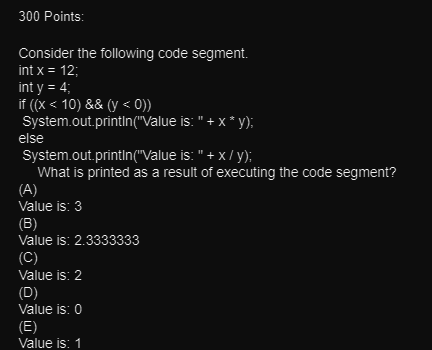 300 Points:
Consider the following code segment.
int x = 12;
int y = 4;
if ((x < 10) && (y < 0))
System.out.println("Value is: " + x * y);
else
System.out.println("Value is: " + x / y);
What is printed as a result of executing the code segment?
(A)
Value is: 3
(B)
Value is: 2.3333333
(C)
Value is: 2
(D)
Value is: 0
(E)
Value is: 1